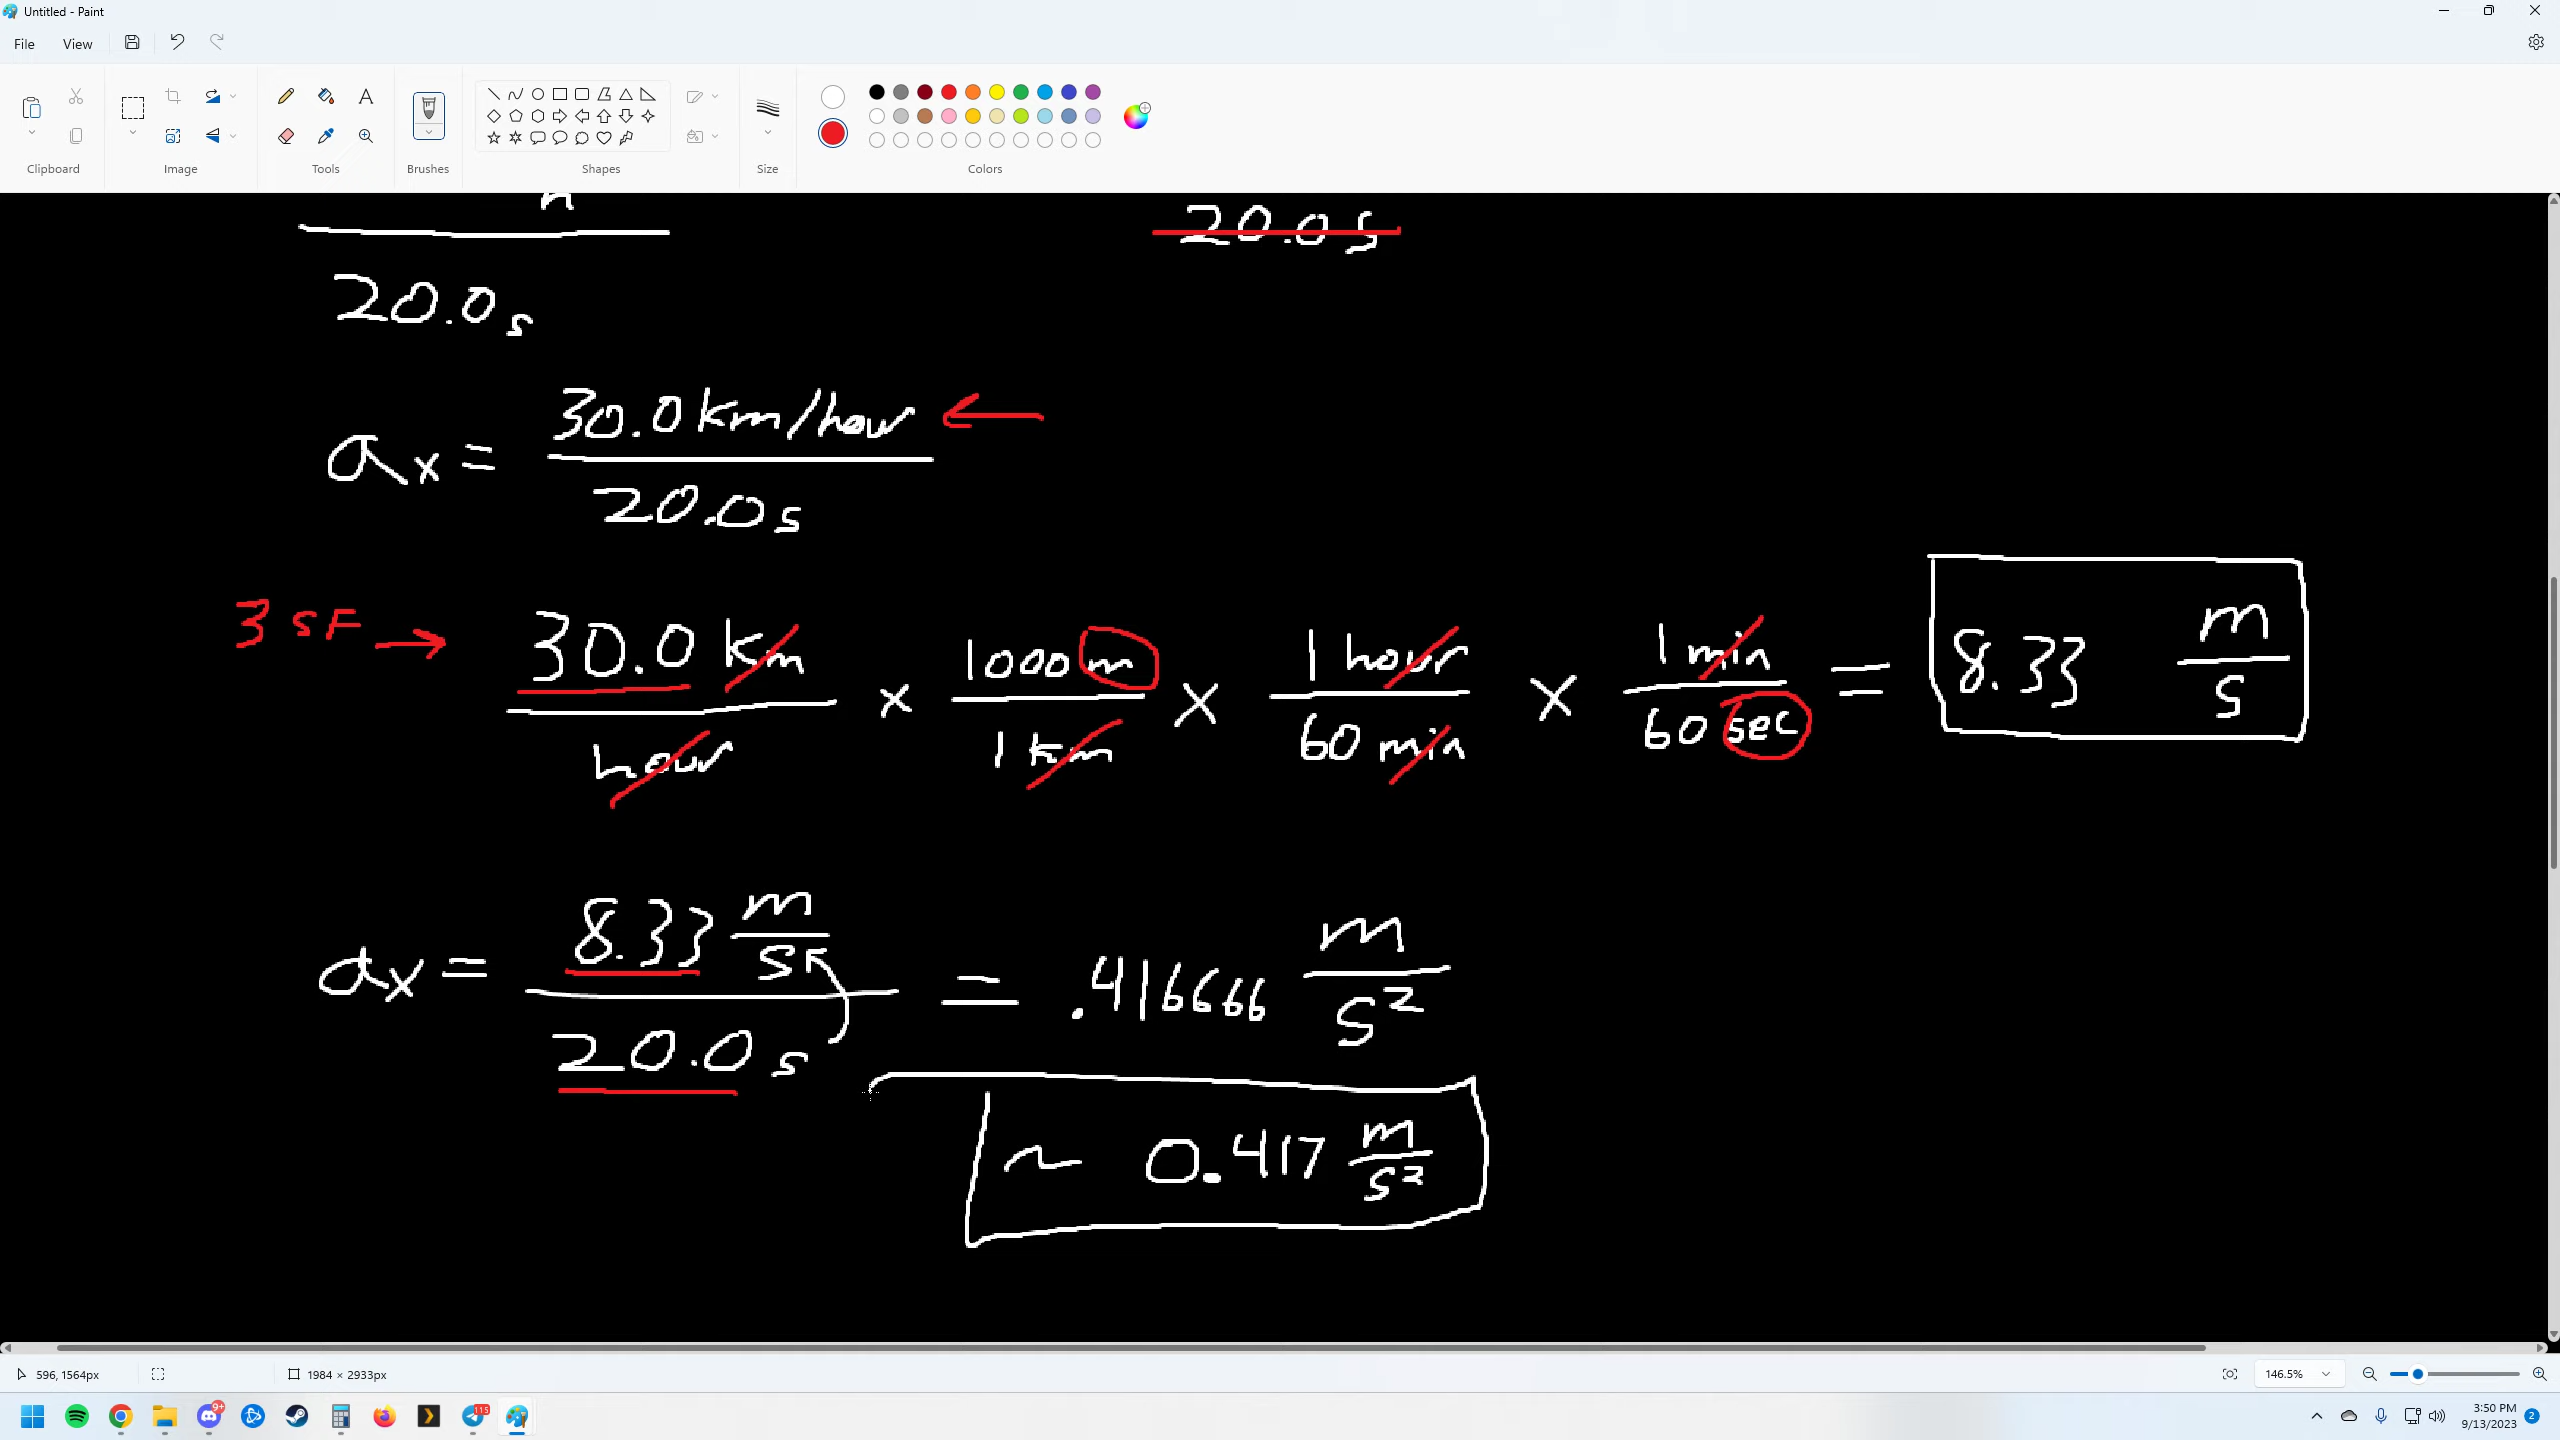 Untitled - Paint
File View
Clipboard Image Tools Brushes Shapes Size Colors
20.0 s
20.0 s
30.0 km/hour
ax =
20.0 s
3 SF → 30.0 km 1000 m 1 hour 1 min m
x x x = 8.33
hour 1 km 60 min 60 sec s
8.33 m/s m
ax = = .416666
20.0 s s²
~ 0.417 m/s²
596, 1564px 1984 × 2933px 146.5%
9+ 115 3:50 PM
9/13/2023 2